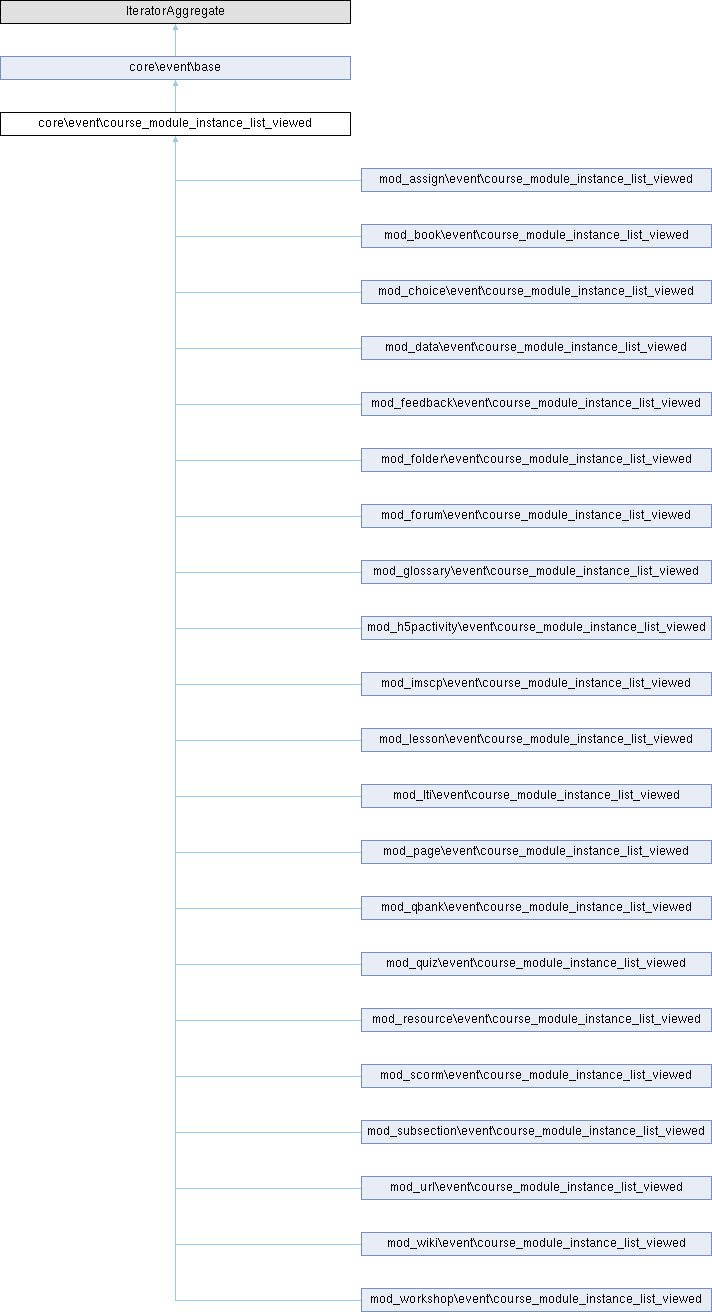 IteratorAggregate
core\event\base
core\event\course_module_instance_list_viewed
mod_assign\event\course_module_instance_list_viewed
mod_book\event\course_module_instance_list_viewed
mod_choice\event\course_module_instance_list_viewed
mod_data\event\course_module_instance_list_viewed
mod_feedback\event\course_module_instance_list_viewed
mod_folder\event\course_module_instance_list_viewed
mod_forum\event\course_module_instance_list_viewed
mod_glossary\event\course_module_instance_list_viewed
mod_h5pactivity\event\course_module_instance_list_viewed
mod_imscp\event\course_module_instance_list_viewed
mod_lesson\event\course_module_instance_list_viewed
mod_lti\event\course_module_instance_list_viewed
mod_page\event\course_module_instance_list_viewed
mod_qbank\event\course_module_instance_list_viewed
mod_quiz\event\course_module_instance_list_viewed
mod_resource\event\course_module_instance_list_viewed
mod_scorm\event\course_module_instance_list_viewed
mod_subsection\event\course_module_instance_list_viewed
mod_url\event\course_module_instance_list_viewed
mod_wiki\event\course_module_instance_list_viewed
mod_workshop\event\course_module_instance_list_viewed